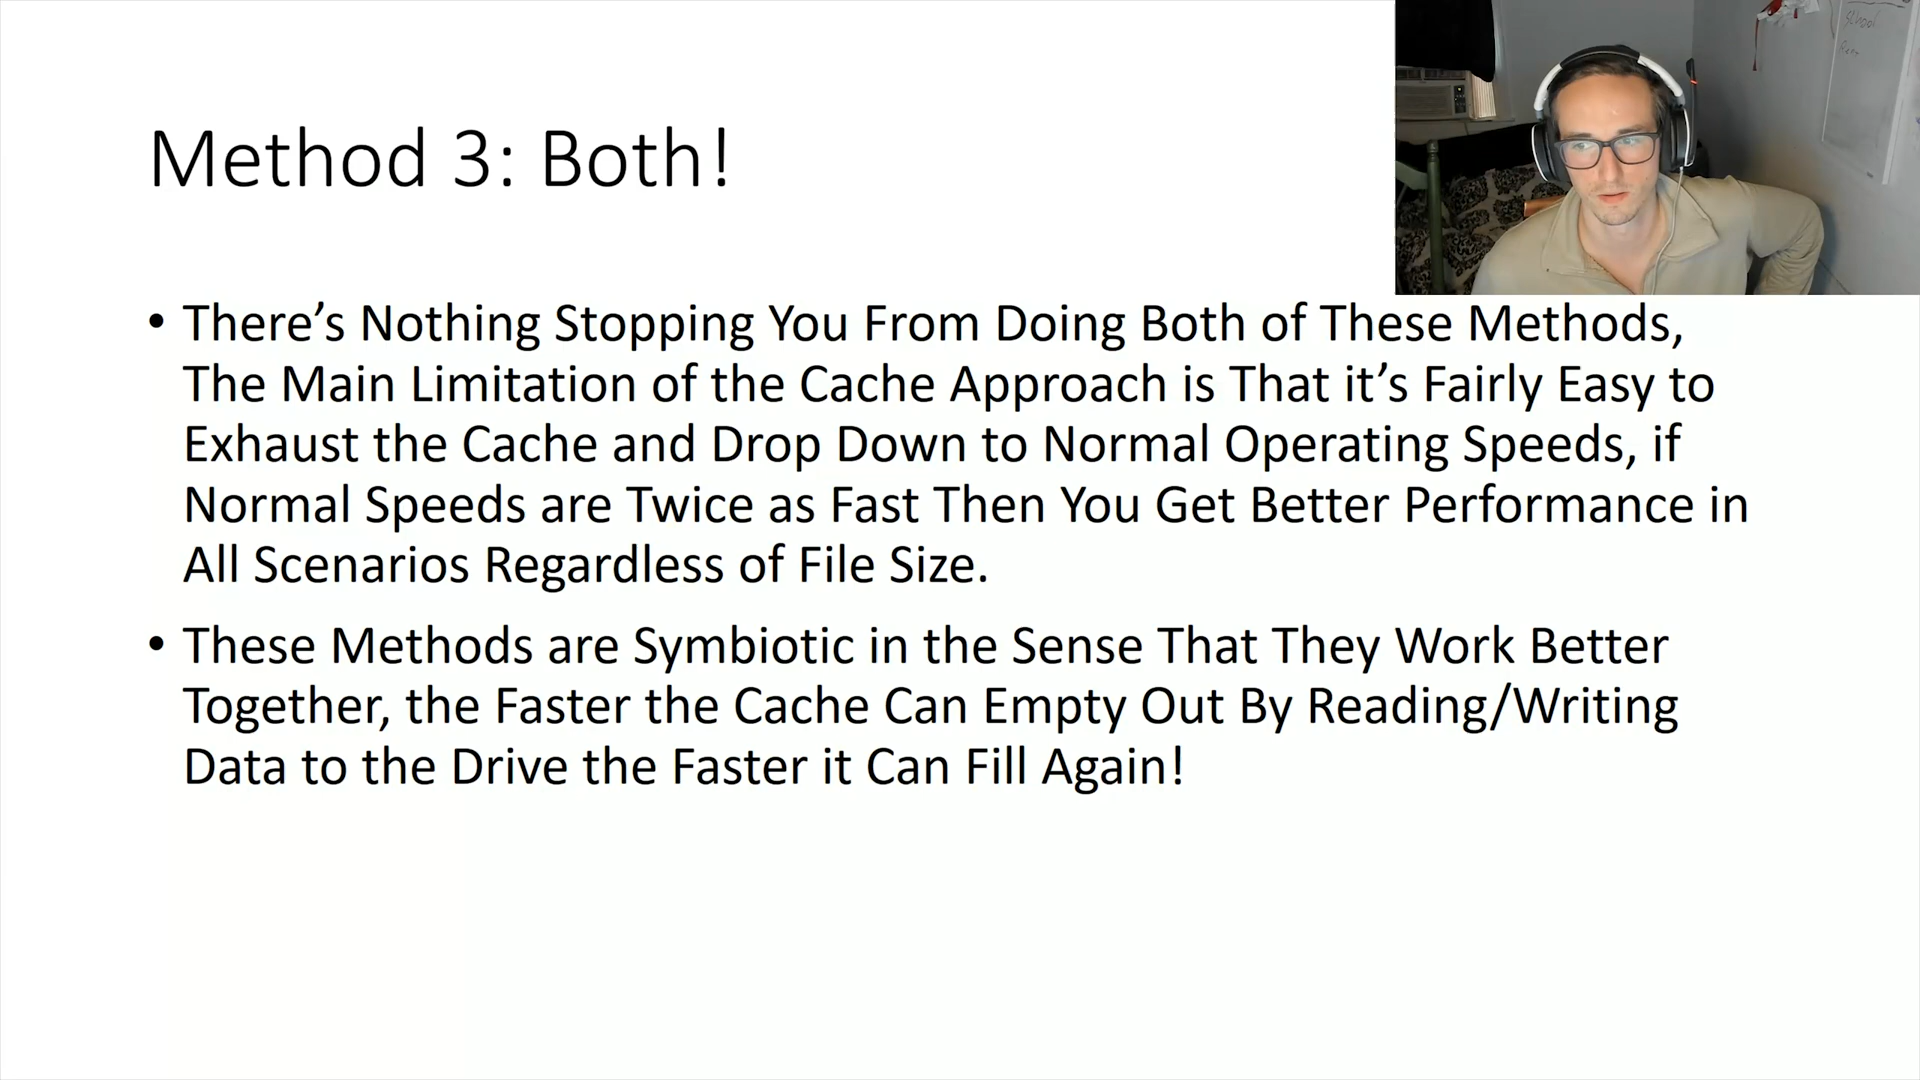 Method 3: Both!
School
• There’s Nothing Stopping You From Doing Both of These Methods,
The Main Limitation of the Cache Approach is That it’s Fairly Easy to
Exhaust the Cache and Drop Down to Normal Operating Speeds, if
Normal Speeds are Twice as Fast Then You Get Better Performance in
All Scenarios Regardless of File Size.
• These Methods are Symbiotic in the Sense That They Work Better
Together, the Faster the Cache Can Empty Out By Reading/Writing
Data to the Drive the Faster it Can Fill Again!